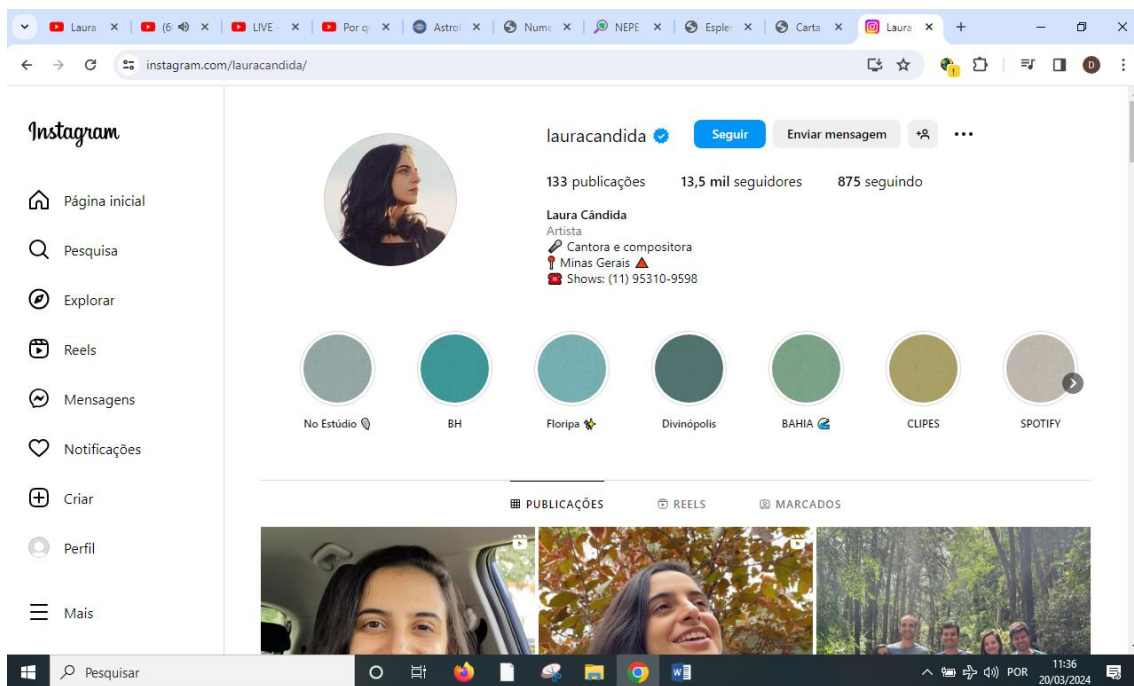 Laura
(6
LIVE -
Por q
Astrol
Nume
NEPE
Espler
Carta
Laura
instagram.com/lauracandida/
D
Instagram
Página inicial
Pesquisa
Explorar
Reels
Mensagens
Notificações
Criar
Perfil
Mais
lauracandida Seguir Enviar mensagem
133 publicações 13,5 mil seguidores 875 seguindo
Laura Cândida
Artista
Cantora e compositora
Minas Gerais
Shows: (11) 95310-9598
No Estúdio BH Floripa Divinópolis BAHIA CLIPES SPOTIFY
PUBLICAÇÕES REELS MARCADOS
Pesquisar
POR
11:36
20/03/2024